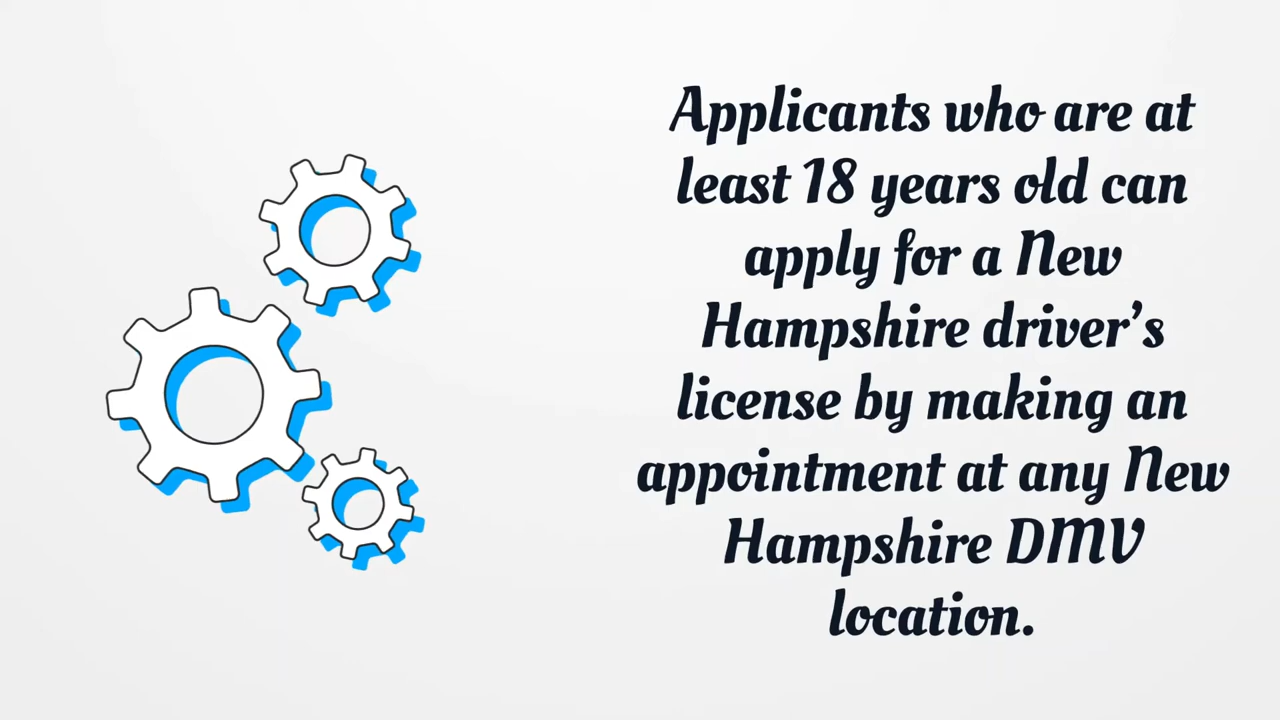 Applicants who are at
least 18 years old can
apply for a New
Hampshire driver’s
license by making an
appointment at any New
Hampshire DMV
location.